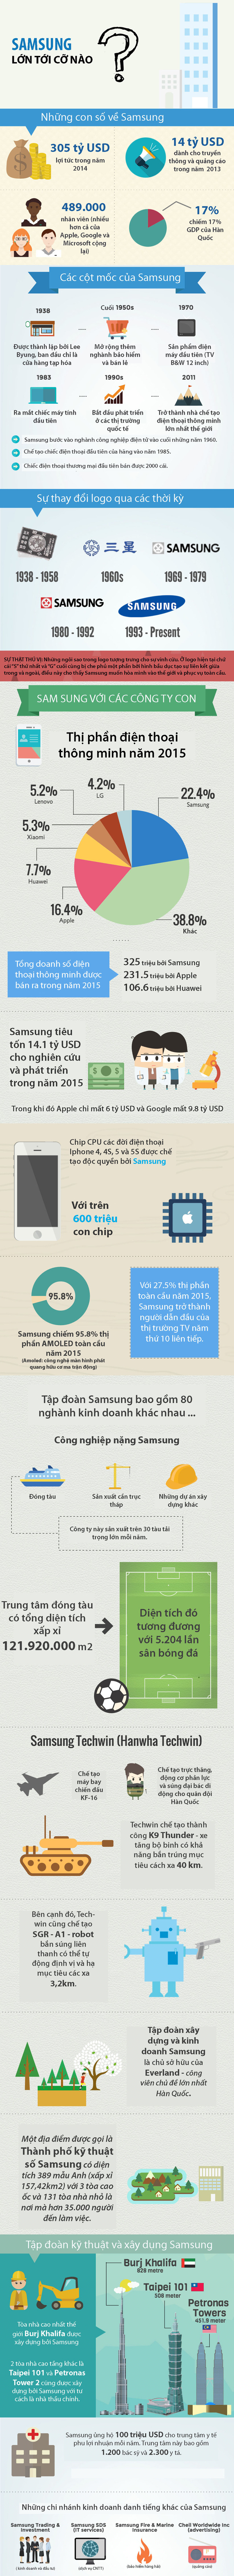 SAMSUNG
LỚN TỚI CỠ NÀO
?
Những con số về Samsung
305 tỷ USD
lợi tức trong năm
2014
14 tỷ USD
dành cho truyền
thông và quảng cáo
trong năm 2013
489.000
nhân viên (nhiều
hơn cả của
Apple, Google và
Microsoft cộng
lại)
17%
chiếm 17%
GDP của Hàn
Quốc
Các cột mốc của Samsung
1938
Cuối 1950s
1970
Được thành lập bởi Lee
Byung, ban đầu chỉ là
cửa hàng tạp hóa
Mở rộng thêm
nghành bảo hiểm
và bán lẻ
Sản phẩm điện
máy đầu tiên (TV
B&W 12 inch)
1983
1990s
2011
Ra mắt chiếc máy tính
đầu tiên
Bắt đầu phát triển
ở các thị trường
quốc tế
Trở thành nhà chế tạo
điện thoại thông minh
lớn nhất thế giới
Samsung bước vào nghành công nghiệp điện tử vào cuối những năm 1960.
Chế tạo chiếc điện thoại đầu tiên của hãng vào năm 1985.
Chiếc điện thoại thương mại đầu tiên bán được 2000 cái.
Sự thay đổi logo qua các thời kỳ
三星
SAMSUNG
1938 - 1958
1960s
1969 - 1979
SAMSUNG
SAMSUNG
1980 - 1992
1993 - Present
SỰ THẬT THÚ VỊ: Những ngôi sao trong logo tượng trưng cho sự vĩnh cửu. Ở logo hiện tại chữ
cái "S" thứ nhất và "G" cuối cùng bị che phủ một phần bởi hình bầu dục tạo sự liên kết giữa
trong và ngoài, điều này cho thấy Samsung muốn hòa mình vào thế giới và phục vụ toàn cầu.
SAM SUNG VỚI CÁC CÔNG TY CON
Thị phần điện thoại
thông minh năm 2015
4.2%
LG
5.2%
Lenovo
22.4%
Samsung
5.3%
Xiaomi
7.7%
Huawei
16.4%
Apple
38.8%
Khác
Tổng doanh số điện
thoại thông minh được
bán ra trong năm 2015
325 triệu bởi Samsung
231.5 triệu bởi Apple
106.6 triệu bởi Huawei
Samsung tiêu
tốn 14.1 tỷ USD
cho nghiên cứu
và phát triển
trong năm 2015
Trong khi đó Apple chỉ mất 6 tỷ USD và Google mất 9.8 tỷ USD
Chip CPU các đời điện thoại
Iphone 4, 4S, 5 và 5S được chế
tạo độc quyền bởi Samsung
Với trên
600 triệu
con chip
95.8%
Samsung chiếm 95.8% thị
phần AMOLED toàn cầu
năm 2015
(Amoled: công nghệ màn hình phát
quang hữu cơ ma trận động)
Với 27.5% thị phần
toàn cầu năm 2015,
Samsung trở thành
người dẫn đầu của
thị trường TV năm
thứ 10 liên tiếp.
Tập đoàn Samsung bao gồm 80
nghành kinh doanh khác nhau ...
Công nghiệp nặng Samsung
Đóng tàu
Sản xuất cần trục
tháp
Những dự án xây
dựng khác
Công ty này sản xuất trên 30 tàu tải
trọng lớn mỗi năm.
Trung tâm đóng tàu
có tổng diện tích
xấp xỉ
121.920.000 m2
Diện tích đó
tương đương
với 5.204 lần
sân bóng đá
Samsung Techwin (Hanwha Techwin)
Chế tạo
máy bay
chiến đấu
KF-16
Chế tạo trực thăng,
động cơ phản lực
và súng đại bác di
động cho quân đội
Hàn Quốc
Techwin chế tạo thành
công K9 Thunder - xe
tăng bộ binh có khả
năng bắn trúng mục
tiêu cách xa 40 km.
Bên cạnh đó, Tech-
win cũng chế tạo
SGR - A1 - robot
bắn súng liên
thanh có thể tự
động định vị và hạ
mục tiêu các xa
3,2km.
Tập đoàn xây
dựng và kinh
doanh Samsung
là chủ sở hữu của
Everland - công
viên chủ đề lớn nhất
Hàn Quốc.
Một địa điểm được gọi là
Thành phố kỹ thuật
số Samsung có diện
tích 389 mẫu Anh (xấp xỉ
157,42km2) với 3 tòa cao
ốc và 131 tòa nhà nhỏ là
nơi mà hơn 35.000 người
đến làm việc.
Tập đoàn kỹ thuật và xây dựng Samsung
Burj Khalifa
828 metre
Taipei 101
508 meter
Petronas
Towers
451.9 meter
Tòa nhà cao nhất thế
giới Burj Khalifa được
xây dựng bởi Samsung
2 tòa nhà cao tầng khác là
Taipei 101 và Petronas
Tower 2 cũng được xây
dựng bởi Samsung với tư
cách là nhà thầu chính.
Samsung ủng hộ 100 triệu USD cho trung tâm y tế
phu lợi nhuận mỗi năm. Trung tâm này bao gồm
1.200 bác sỹ và 2.300 y tá.
Những chi nhánh kinh doanh danh tiếng khác của Samsung
Samsung Trading &
Investment
Samsung SDS
(IT services)
Samsung Fire & Marine
Insurance
Cheil Worldwide Inc
(advertising)
( kinh doanh và đầu tư)
(dịch vụ CNTT)
(bảo hiểm hàng hải)
(quảng cáo)